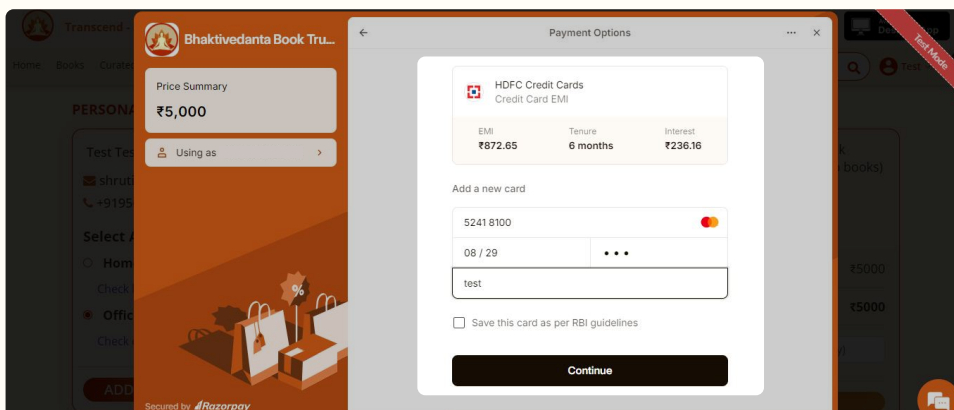 Transcend -
Home Books Curate
PERSONA
Test Tes
shruti
+9195
Select A
Hom
Check
Offic
Check
ADD
Bhaktivedanta Book Tru...
Price Summary
₹5,000
Using as
%
Secured by Razorpay
Payment Options
HDFC Credit Cards
Credit Card EMI
EMI Tenure Interest
₹872.65 6 months ₹236.16
Add a new card
5241 8100
08 / 29
test
Save this card as per RBI guidelines
Continue
Test Mode
Test
books)
₹5000
₹5000